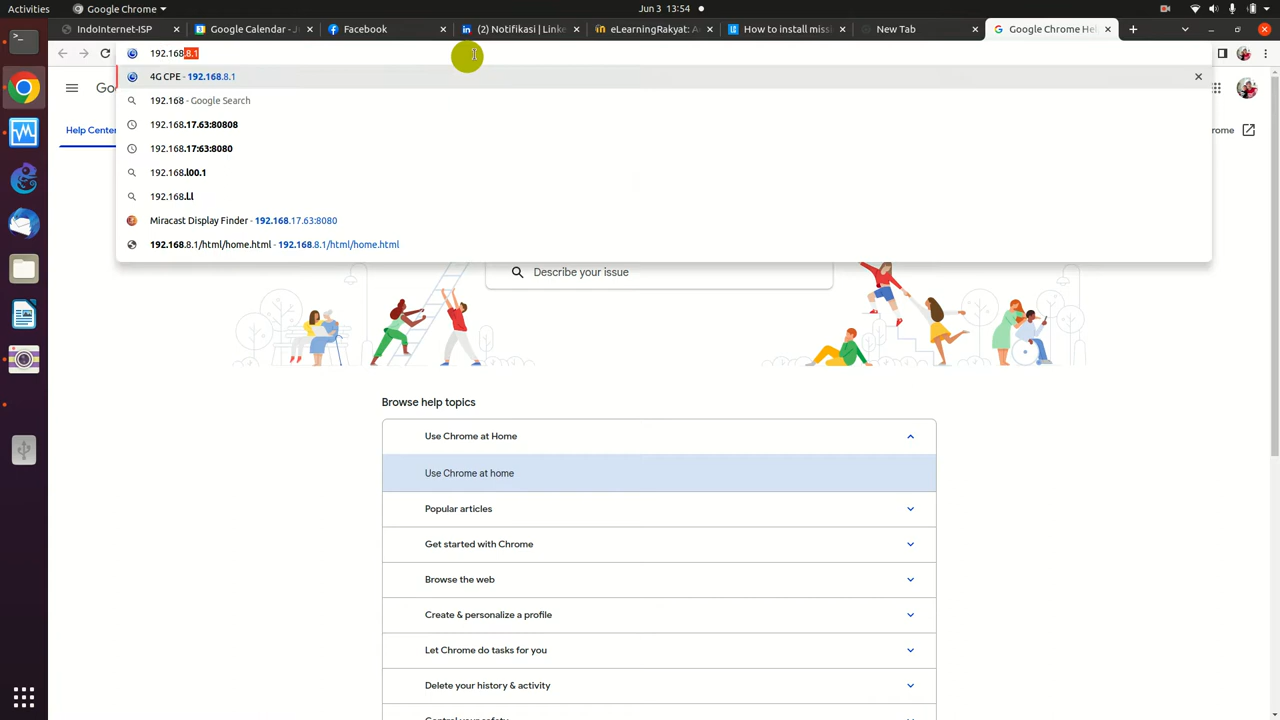 Activities
Google Chrome
Jun 3 13:54
IndoInternet-ISP
Google Calendar - J
Facebook
(2) Notifikasi | Linke
eLearningRakyat: A
How to install missi
New Tab
Google Chrome Hel
192.168.8.1
4G CPE - 192.168.8.1
Go
192.168 - Google Search
192.168.17.63:80808
Help Center
rome
192.168.17:63:8080
192.168.l00.1
192.168.l.l
Miracast Display Finder - 192.168.17.63:8080
192.168.8.1/html/home.html - 192.168.8.1/html/home.html
Describe your issue
Browse help topics
Use Chrome at Home
Use Chrome at home
Popular articles
Get started with Chrome
Browse the web
Create & personalize a profile
Let Chrome do tasks for you
Delete your history & activity